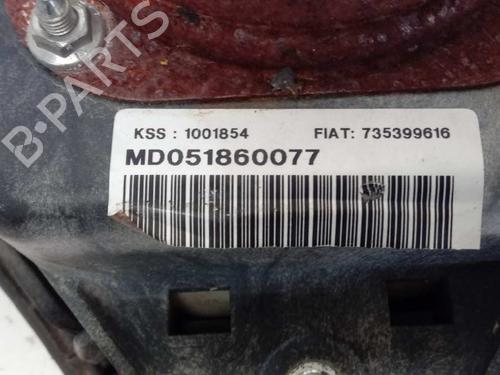 B-PARTS
KSS : 1001854 FIAT: 735399616
MD051860077